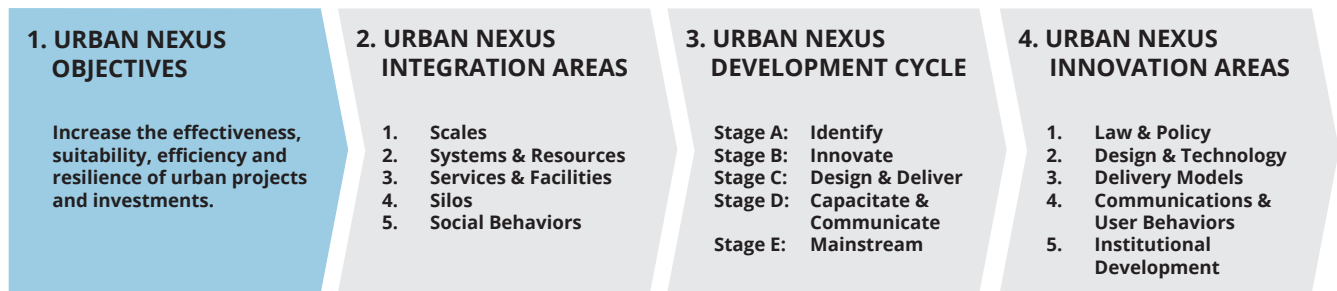 1. URBAN NEXUS
OBJECTIVES
Increase the effectiveness,
suitability, efficiency and
resilience of urban projects
and investments.
2. URBAN NEXUS
INTEGRATION AREAS
1. Scales
2. Systems & Resources
3. Services & Facilities
4. Silos
5. Social Behaviors
3. URBAN NEXUS
DEVELOPMENT CYCLE
Stage A: Identify
Stage B: Innovate
Stage C: Design & Deliver
Stage D: Capacitate &
Communicate
Stage E: Mainstream
4. URBAN NEXUS
INNOVATION AREAS
1. Law & Policy
2. Design & Technology
3. Delivery Models
4. Communications &
User Behaviors
5. Institutional
Development